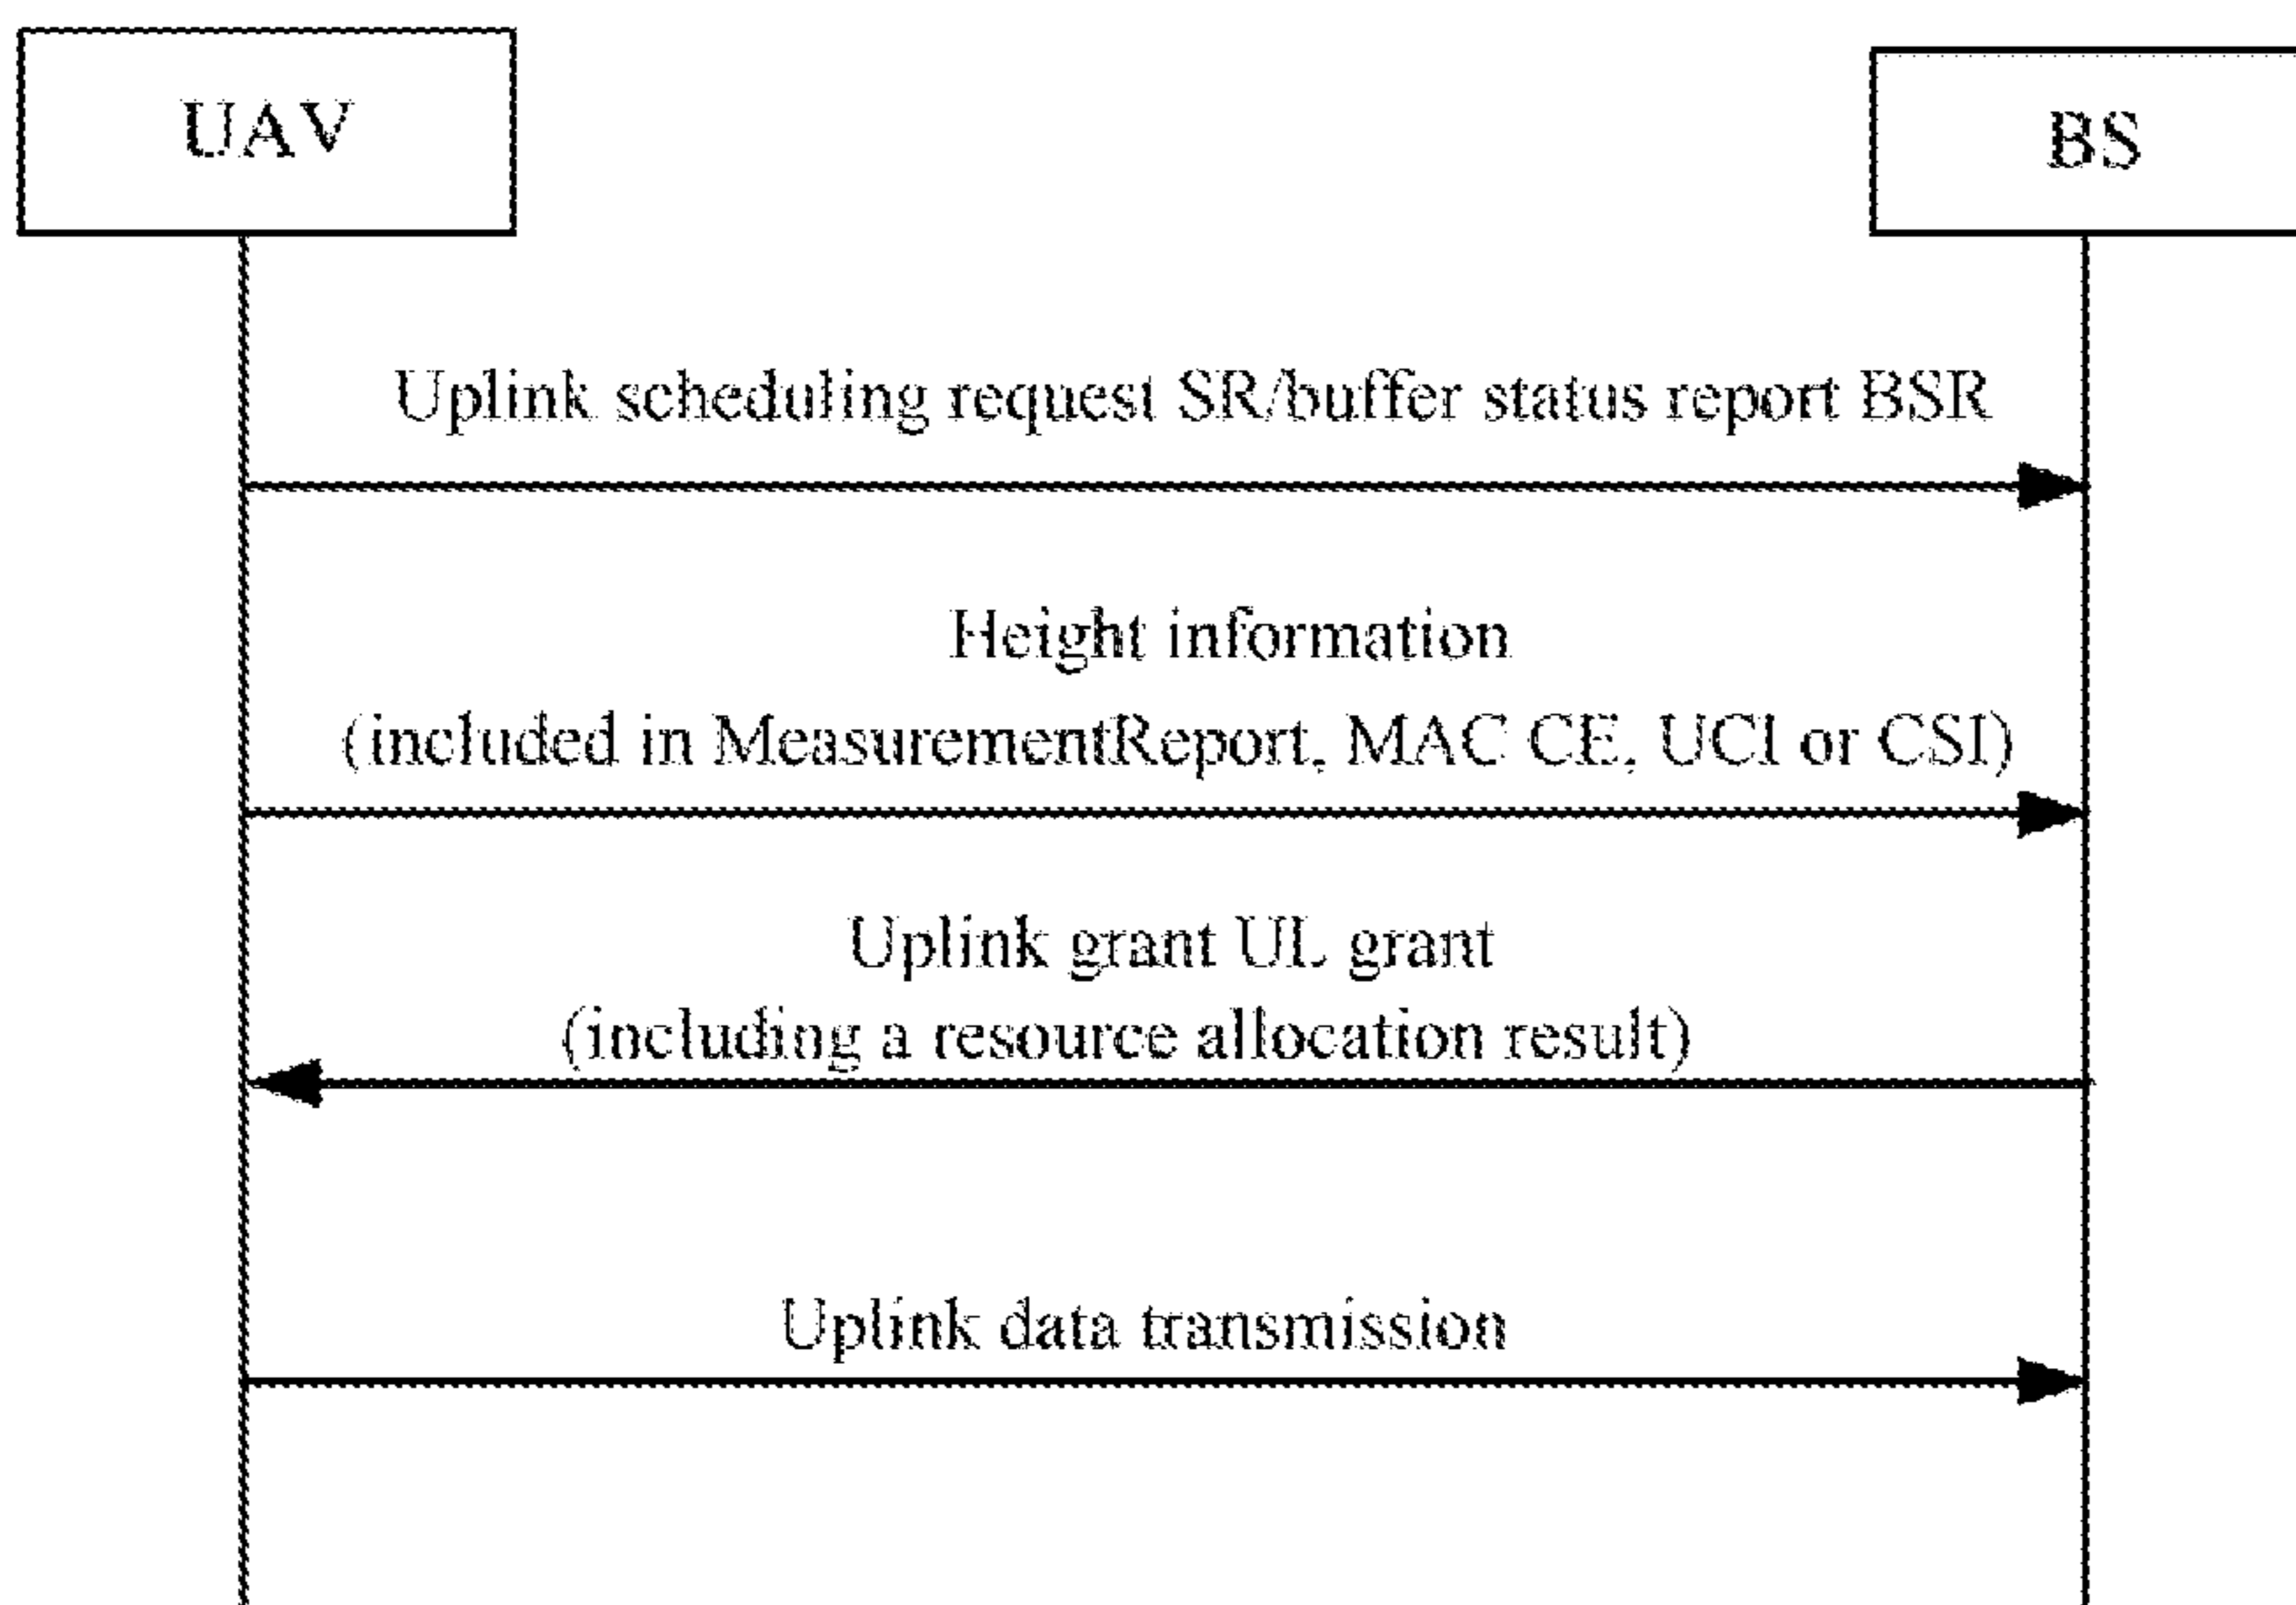 UAV
BS
Uplink scheduling request SR/buffer status report BSR
Height information
(included in MeasurementReport, MAC CE, UCI or CSI)
Uplink grant UL grant
(including a resource allocation result)
Uplink data transmission